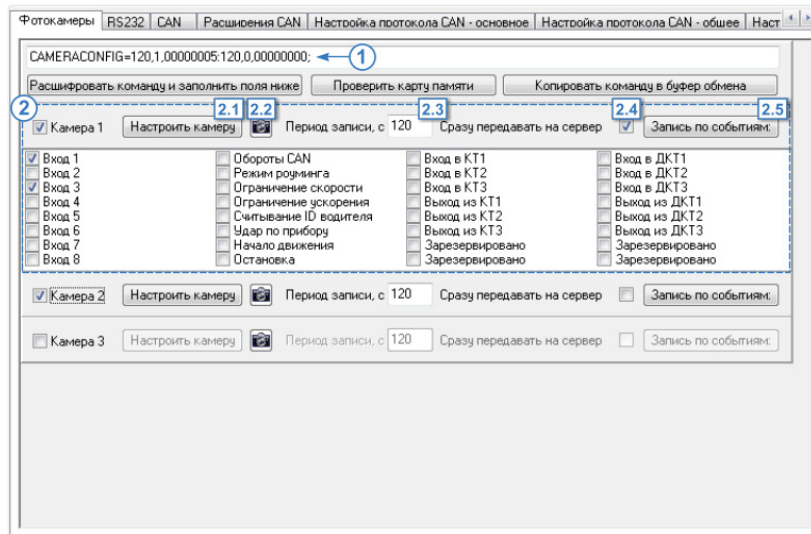 Фотокамеры RS232 CAN Расширения CAN Настройка протокола CAN - основное Настройка протокола CAN - общее Наст
CAMERACONFIG=120,1,00000005:120,0,00000000; 1
Расшифровать команду и заполнить поля ниже Проверить карту памяти Копировать команду в буфер обмена
2 2.1 2.2 2.3 2.4 2.5
Камера 1 Настроить камеру Период записи, с 120 Сразу передавать на сервер Запись по событиям:
Вход 1 Обороты CAN Вход в КТ1 Вход в ДКТ1
Вход 2 Режим роуминга Вход в КТ2 Вход в ДКТ2
Вход 3 Ограничение скорости Вход в КТ3 Вход в ДКТ3
Вход 4 Ограничение ускорения Выход из КТ1 Выход из ДКТ1
Вход 5 Считывание ID водителя Выход из КТ2 Выход из ДКТ2
Вход 6 Удар по прибору Выход из КТ3 Выход из ДКТ3
Вход 7 Начало движения Зарезервировано Зарезервировано
Вход 8 Остановка Зарезервировано Зарезервировано
Камера 2 Настроить камеру Период записи, с 120 Сразу передавать на сервер Запись по событиям:
Камера 3 Настроить камеру Период записи, с 120 Сразу передавать на сервер Запись по событиям: